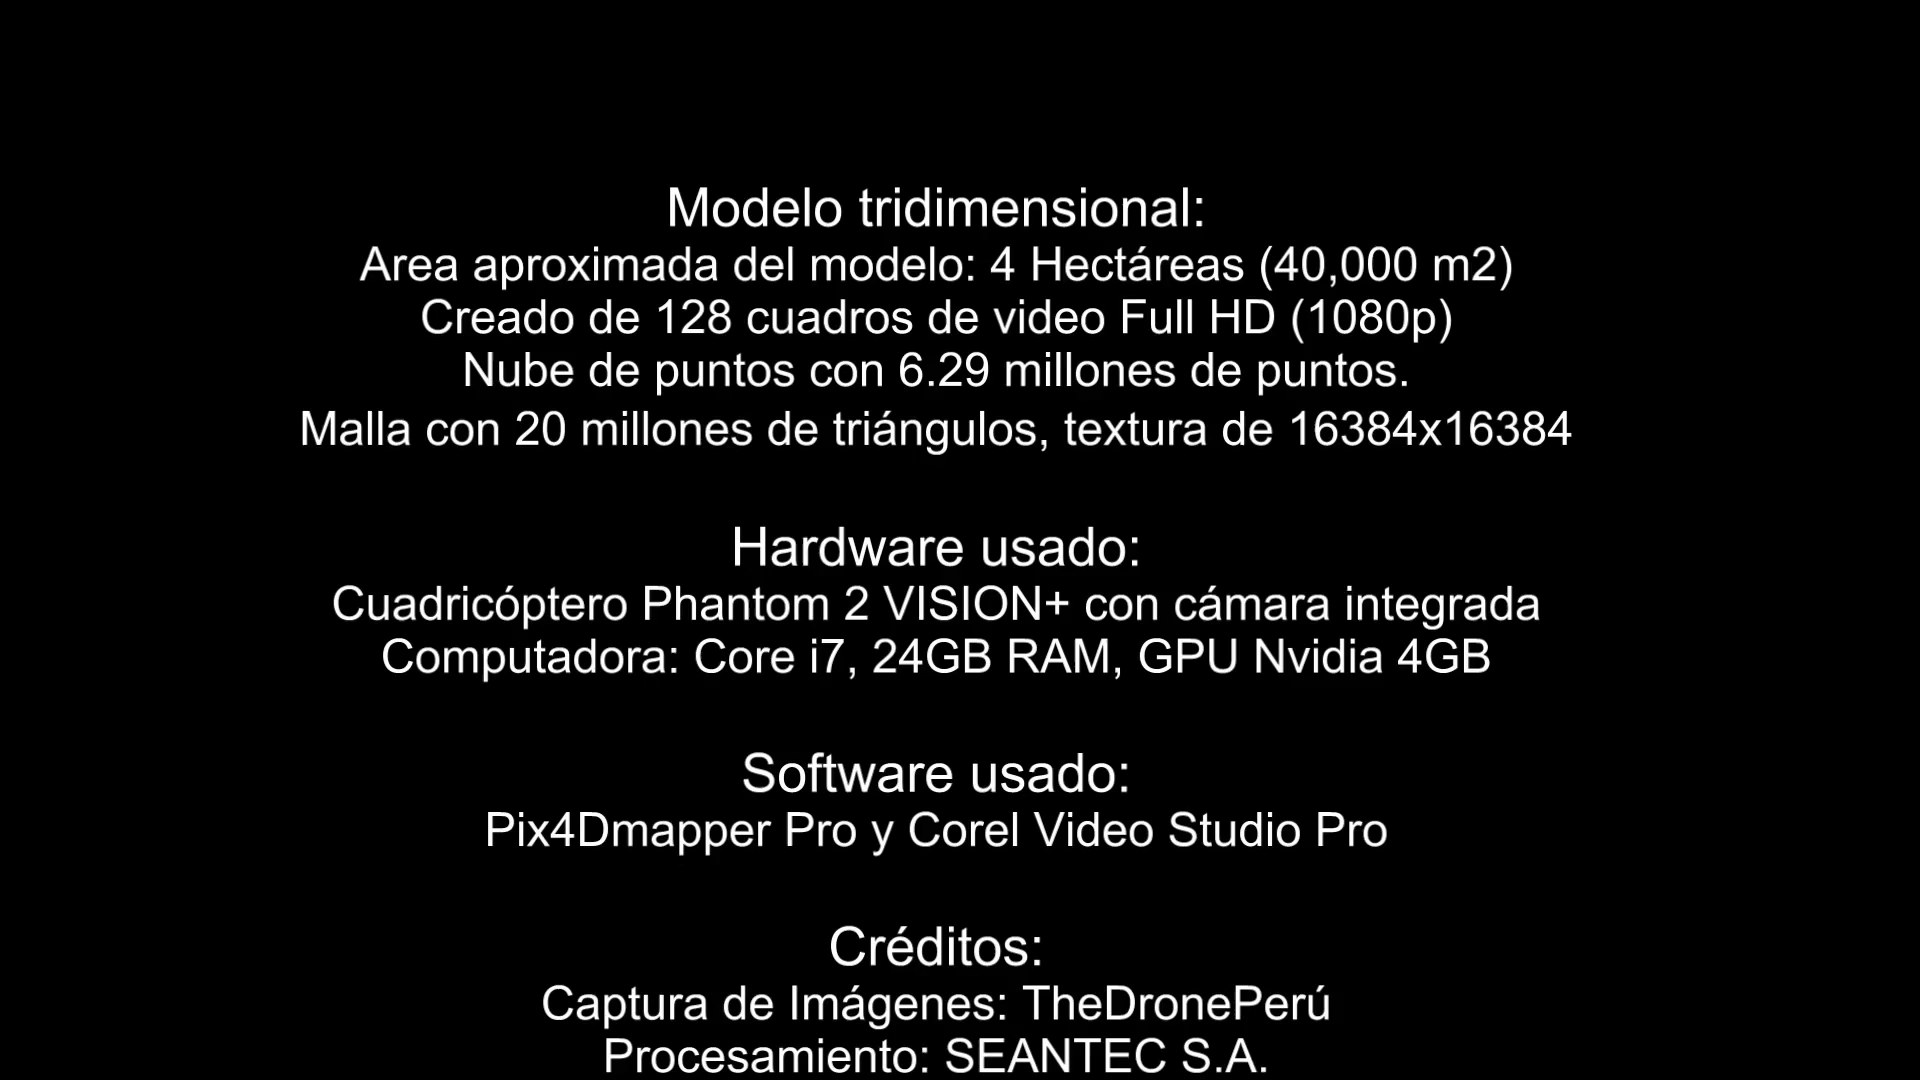 Modelo tridimensional:
Area aproximada del modelo: 4 Hectáreas (40,000 m2)
Creado de 128 cuadros de video Full HD (1080p)
Nube de puntos con 6.29 millones de puntos.
Malla con 20 millones de triángulos, textura de 16384x16384
Hardware usado:
Cuadricóptero Phantom 2 VISION+ con cámara integrada
Computadora: Core i7, 24GB RAM, GPU Nvidia 4GB
Software usado:
Pix4Dmapper Pro y Corel Video Studio Pro
Créditos:
Captura de Imágenes: TheDronePerú
Procesamiento: SEANTEC S.A.